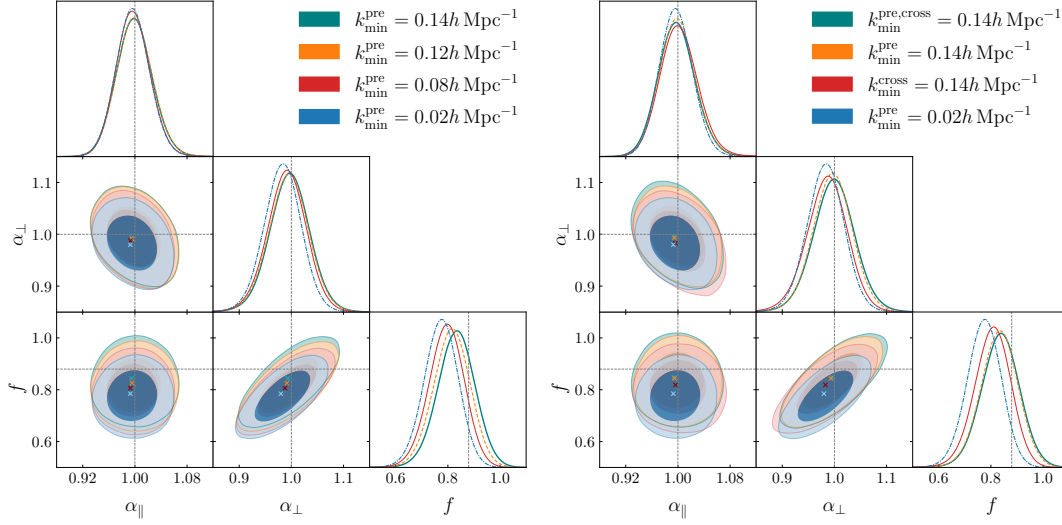 k_min^pre = 0.14h Mpc⁻¹
k_min^pre = 0.12h Mpc⁻¹
k_min^pre = 0.08h Mpc⁻¹
k_min^pre = 0.02h Mpc⁻¹
1.1
1.0
0.9
α⊥
1.0
0.8
0.6
f
0.92 1.00 1.08
0.9 1.0 1.1
0.6 0.8 1.0
α∥
α⊥
f
k_min^pre,cross = 0.14h Mpc⁻¹
k_min^pre = 0.14h Mpc⁻¹
k_min^cross = 0.14h Mpc⁻¹
k_min^pre = 0.02h Mpc⁻¹
1.1
1.0
0.9
α⊥
1.0
0.8
0.6
f
0.92 1.00 1.08
0.9 1.0 1.1
0.6 0.8 1.0
α∥
α⊥
f